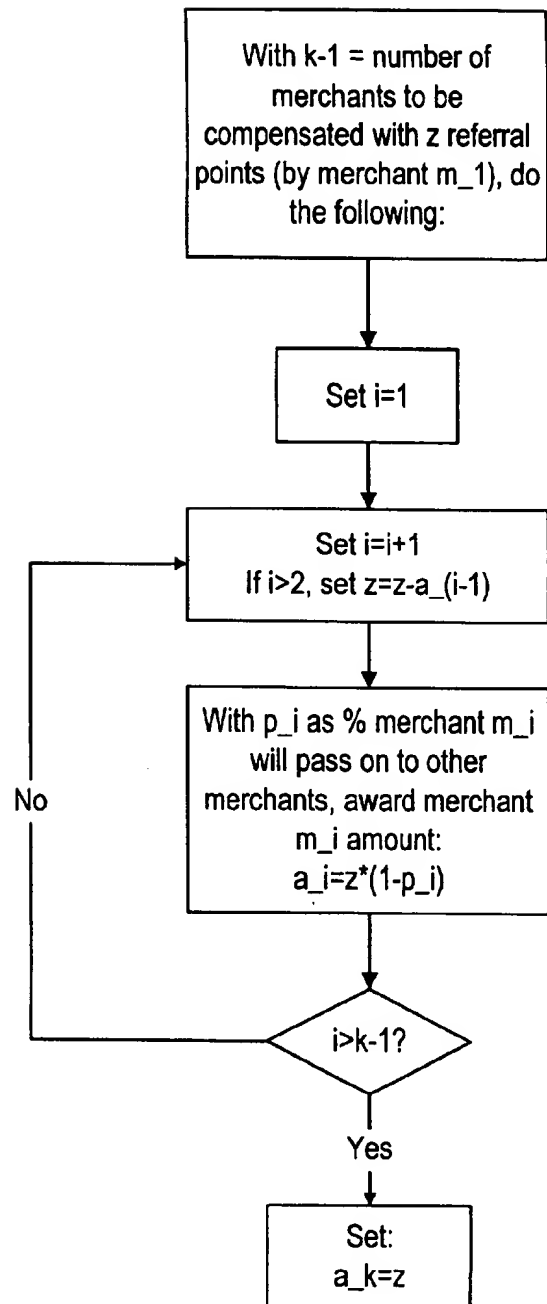 With k-1 = number of
merchants to be
compensated with z referral
points (by merchant m_1), do
the following:
Set i=1
Set i=i+1
If i>2, set z=z-a_(i-1)
With p_i as % merchant m_i
will pass on to other
merchants, award merchant
m_i amount:
a_i=z*(1-p_i)
No
i>k-1?
Yes
Set:
a_k=z